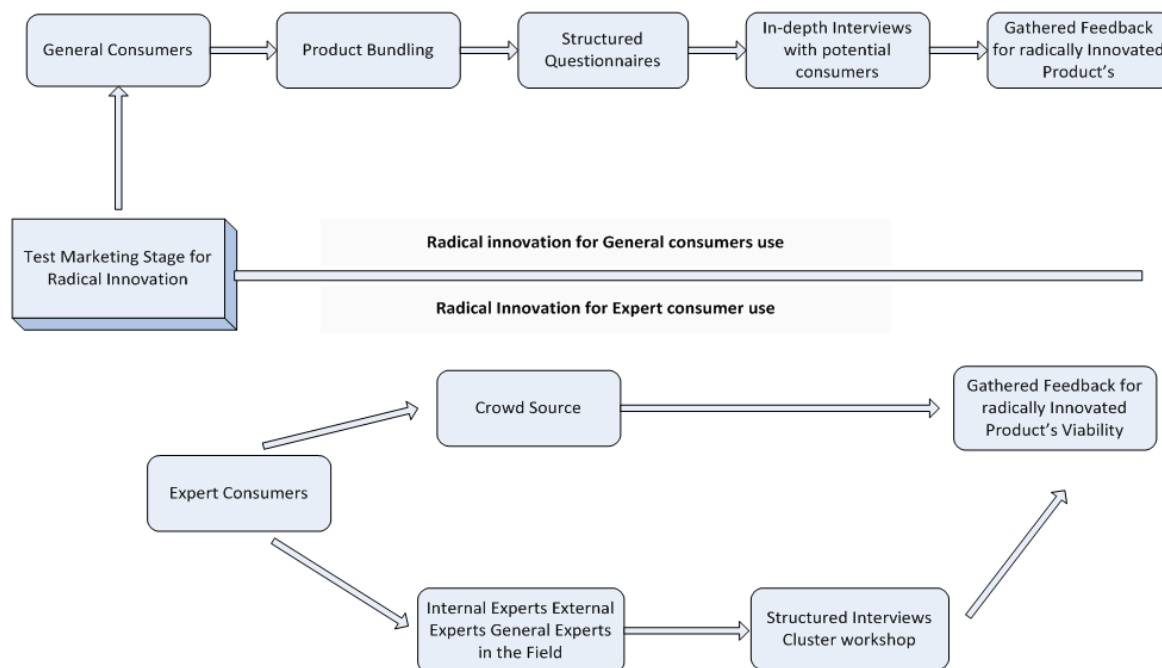 General Consumers
Product Bundling
Structured
Questionnaires
In-depth Interviews
with potential
consumers
Gathered Feedback
for radically Innovated
Product's
Test Marketing Stage for
Radical Innovation
Radical innovation for General consumers use
Radical Innovation for Expert consumer use
Crowd Source
Gathered Feedback for
radically Innovated
Product's Viability
Expert Consumers
Internal Experts External
Experts General Experts
in the Field
Structured Interviews
Cluster workshop